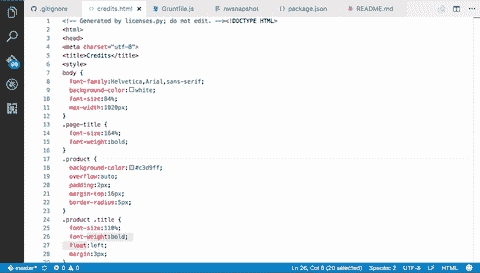 .gitgnore credits.html Gruntfile.js nwsnapshot package.json README.md
1 <!-- Generated by licenses.py; do not edit. --><!DOCTYPE HTML>
2 <html>
3 <head>
4 <meta charset="utf-8">
5 <title>Credits</title>
6 <style>
7 body {
8 font-family:Helvetica,Arial,sans-serif;
9 background-color:white;
10 font-size:84%;
11 max-width:1020px;
12 }
13 .page-title {
14 font-size:164%;
15 font-weight:bold;
16 }
17 .product {
18 background-color:#c3d9ff;
19 overflow:auto;
20 padding:2px;
21 margin-top:16px;
22 border-radius:5px;
23 }
24 .product .title {
25 font-size:110%;
26 font-weight:bold;
27 float:left;
28 margin:3px;
master* 0 0 Ln 26, Col 8 (20 selected) Spaces: 2 UTF-8 LF HTML